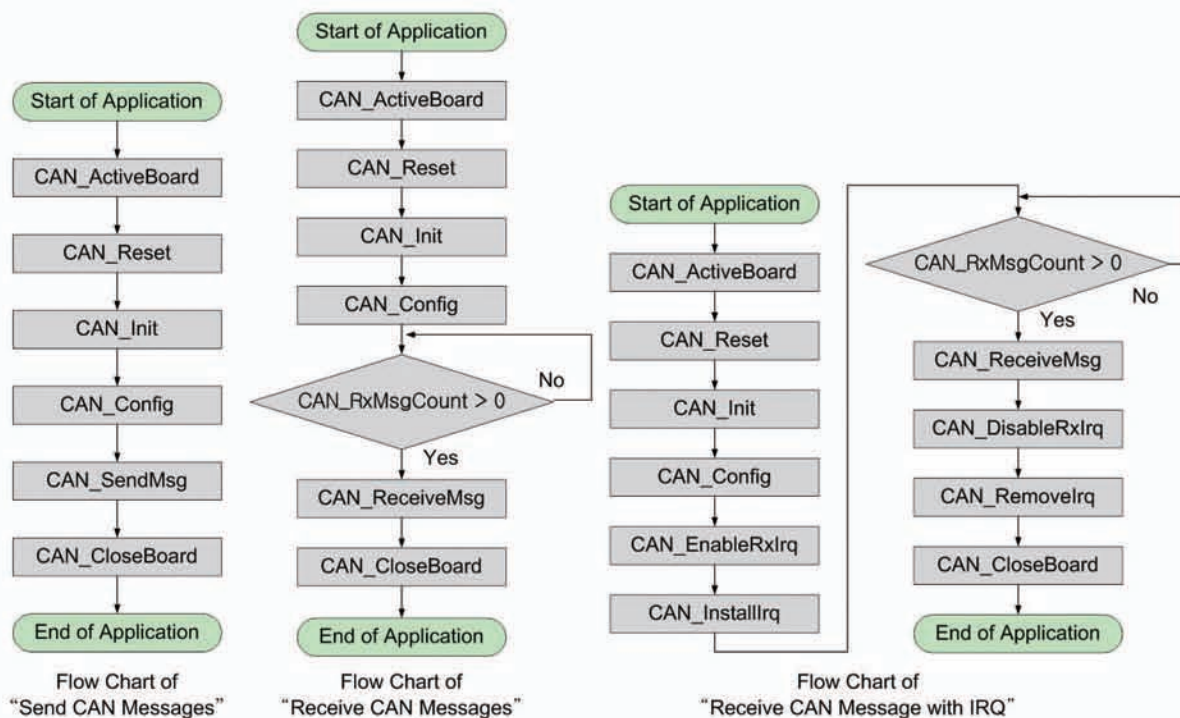 Start of Application
CAN_ActiveBoard
CAN_Reset
CAN_Init
CAN_Config
CAN_SendMsg
CAN_CloseBoard
End of Application
Flow Chart of
“Send CAN Messages”
Start of Application
CAN_ActiveBoard
CAN_Reset
CAN_Init
CAN_Config
CAN_RxMsgCount > 0
No
Yes
CAN_ReceiveMsg
CAN_CloseBoard
End of Application
Flow Chart of
“Receive CAN Messages”
Start of Application
CAN_ActiveBoard
CAN_Reset
CAN_Init
CAN_Config
CAN_EnableRxIrq
CAN_InstallIrq
CAN_RxMsgCount > 0
No
Yes
CAN_ReceiveMsg
CAN_DisableRxIrq
CAN_RemoveIrq
CAN_CloseBoard
End of Application
Flow Chart of
“Receive CAN Message with IRQ”